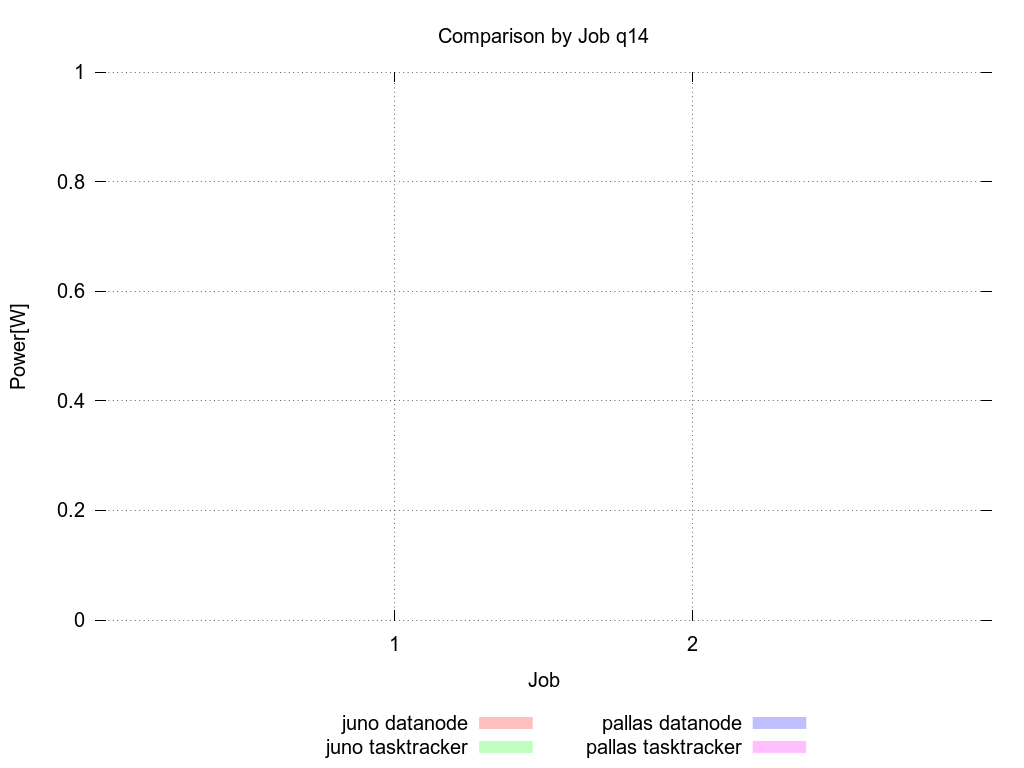 Comparison by Job q14
1
0.8
0.6
0.4
0.2
0
Power[W]
1 2
Job
juno datanode pallas datanode
juno tasktracker pallas tasktracker